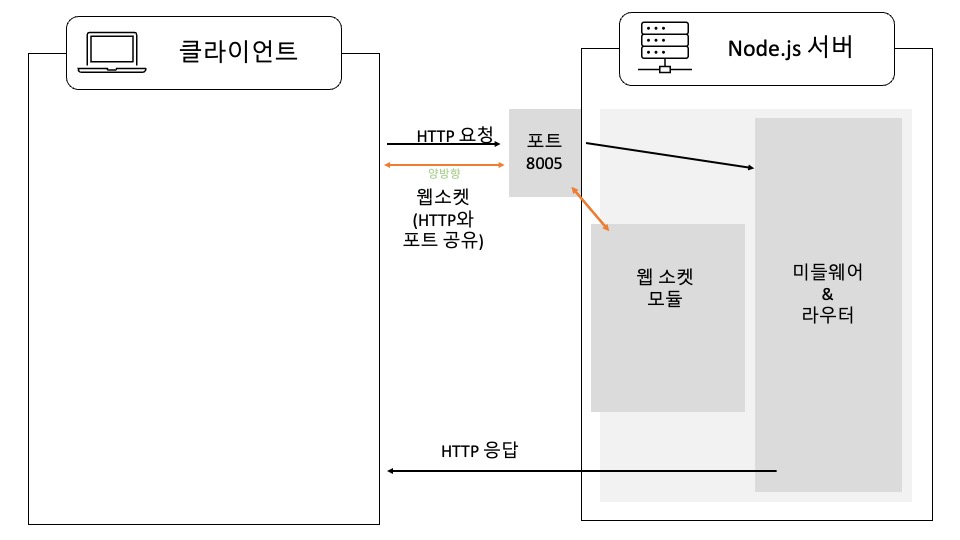 클라이언트
Node.js 서버
HTTP 요청
포트
8005
양방향
웹소켓
(HTTP와
포트 공유)
웹 소켓
모듈
미들웨어
&
라우터
HTTP 응답